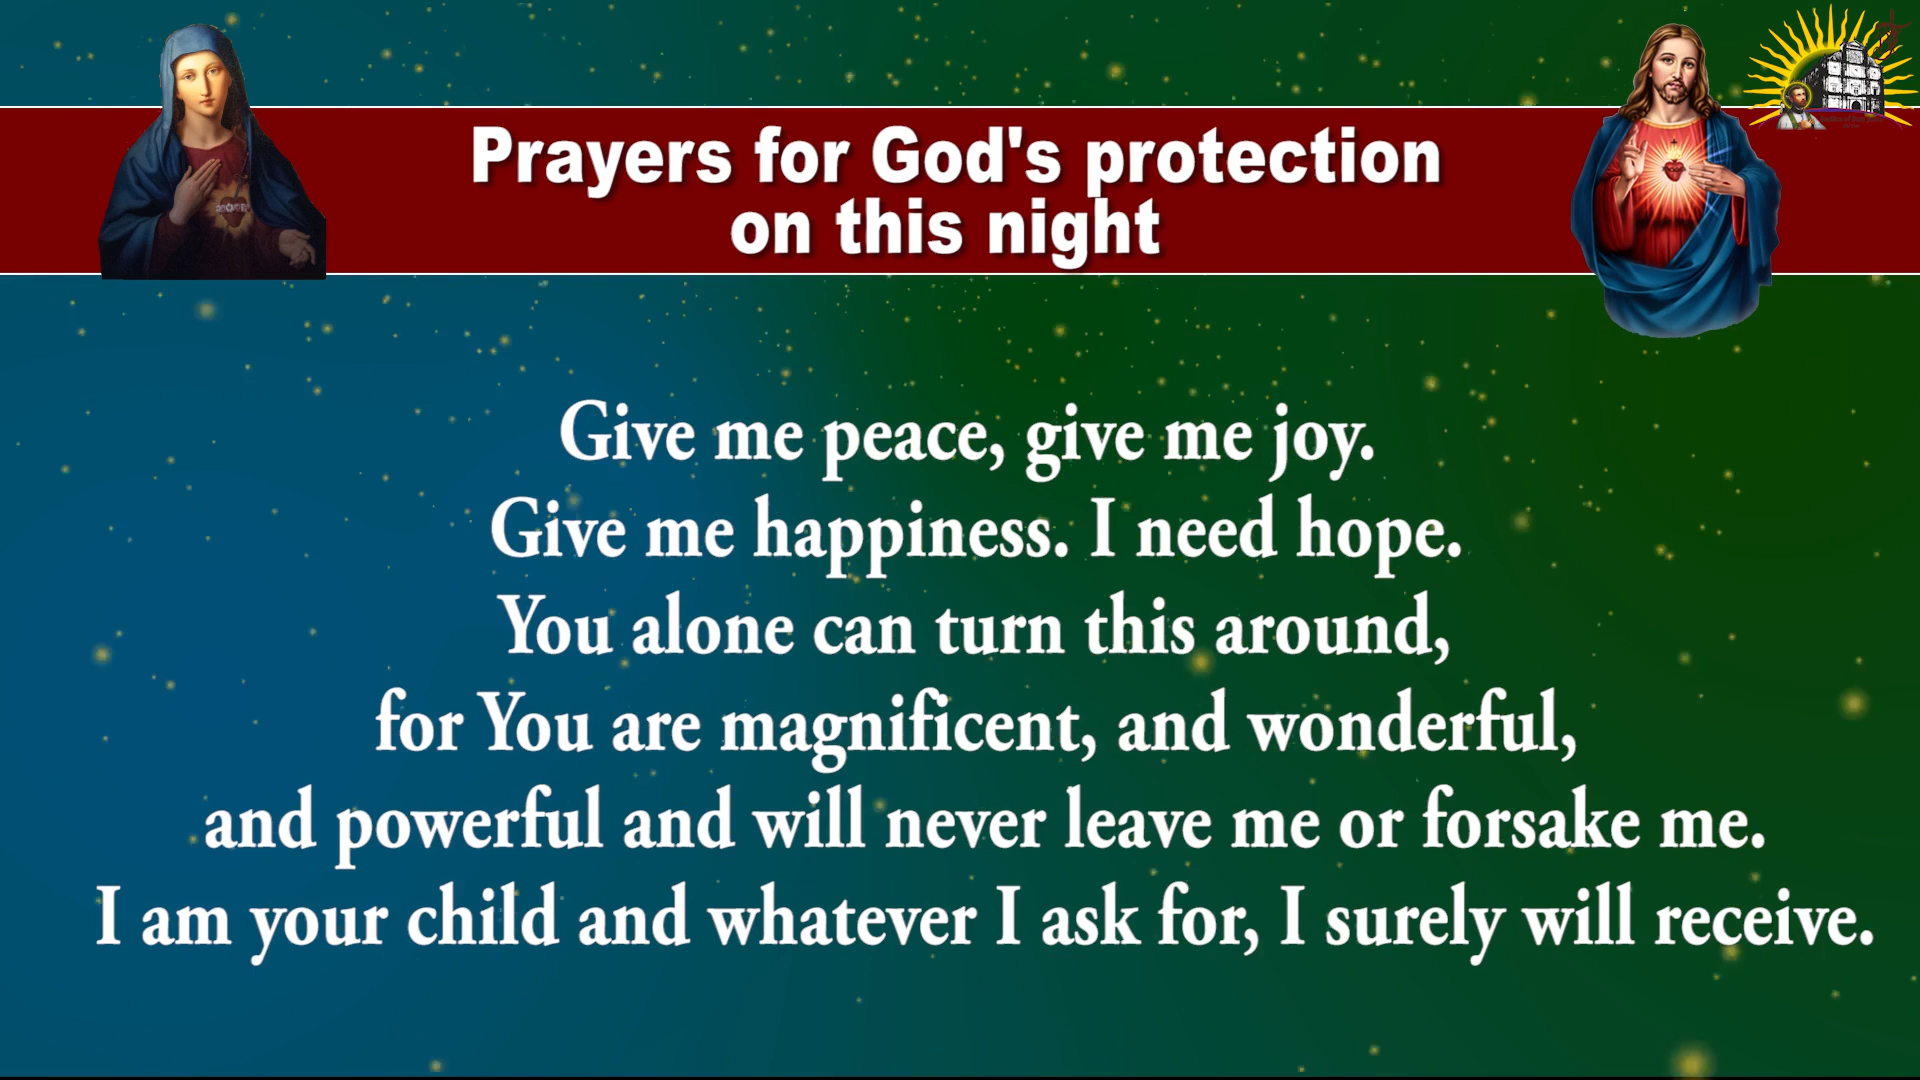 Prayers for God's protection
on this night
Give me peace, give me joy.
Give me happiness. I need hope.
You alone can turn this around,
for You are magnificent, and wonderful,
and powerful and will never leave me or forsake me.
I am your child and whatever I ask for, I surely will receive.